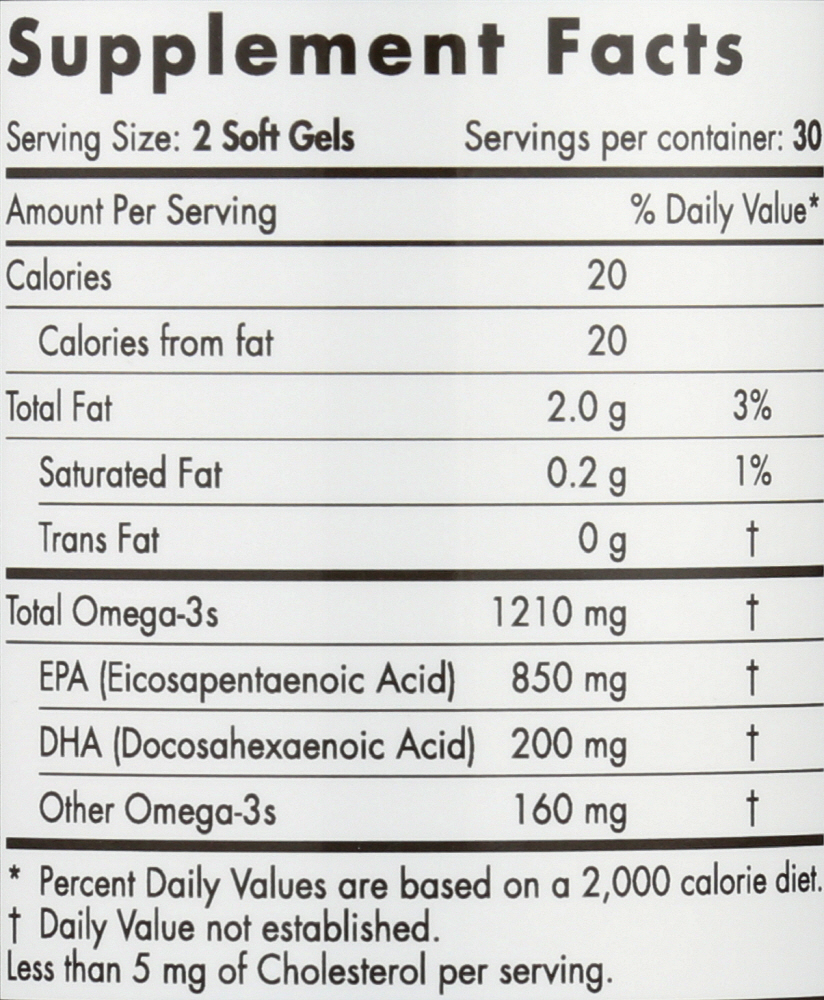 Supplement Facts
Serving Size: 2 Soft Gels Servings per container: 30
Amount Per Serving % Daily Value*
Calories 20
Calories from fat 20
Total Fat 2.0 g 3%
Saturated Fat 0.2 g 1%
Trans Fat 0 g †
Total Omega-3s 1210 mg †
EPA (Eicosapentaenoic Acid) 850 mg †
DHA (Docosahexaenoic Acid) 200 mg †
Other Omega-3s 160 mg †
* Percent Daily Values are based on a 2,000 calorie diet.
† Daily Value not established.
Less than 5 mg of Cholesterol per serving.